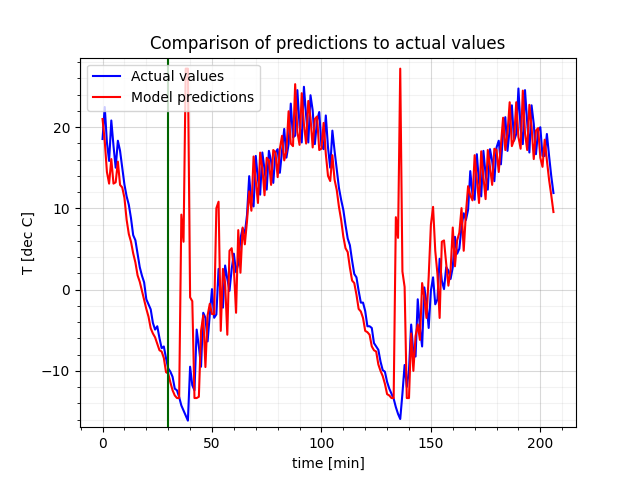 Comparison of predictions to actual values
Actual values
Model predictions
T [dec C]
20
10
0
−10
0
50
100
150
200
time [min]